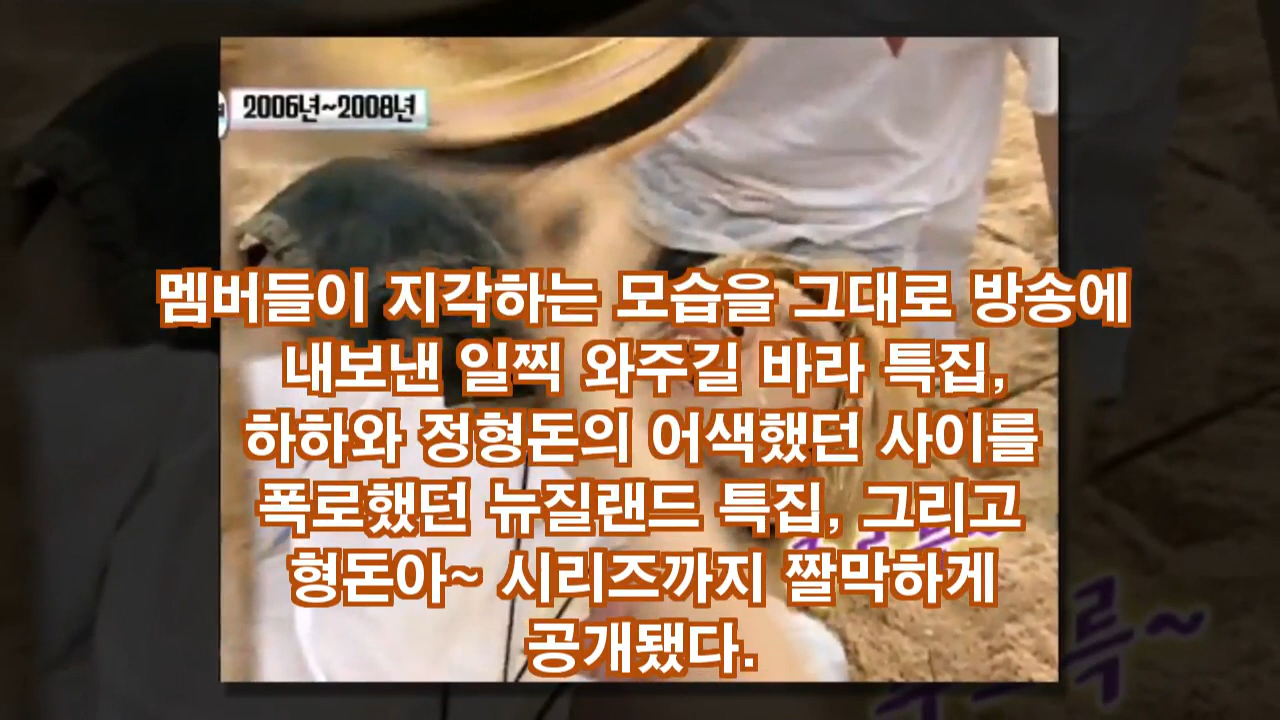 2006년~2008년
멤버들이 지각하는 모습을 그대로 방송에
내보낸 일찍 와주길 바라 특집,
하하와 정형돈의 어색했던 사이를
폭로했던 뉴질랜드 특집, 그리고
형돈아~ 시리즈까지 짤막하게
공개됐다.